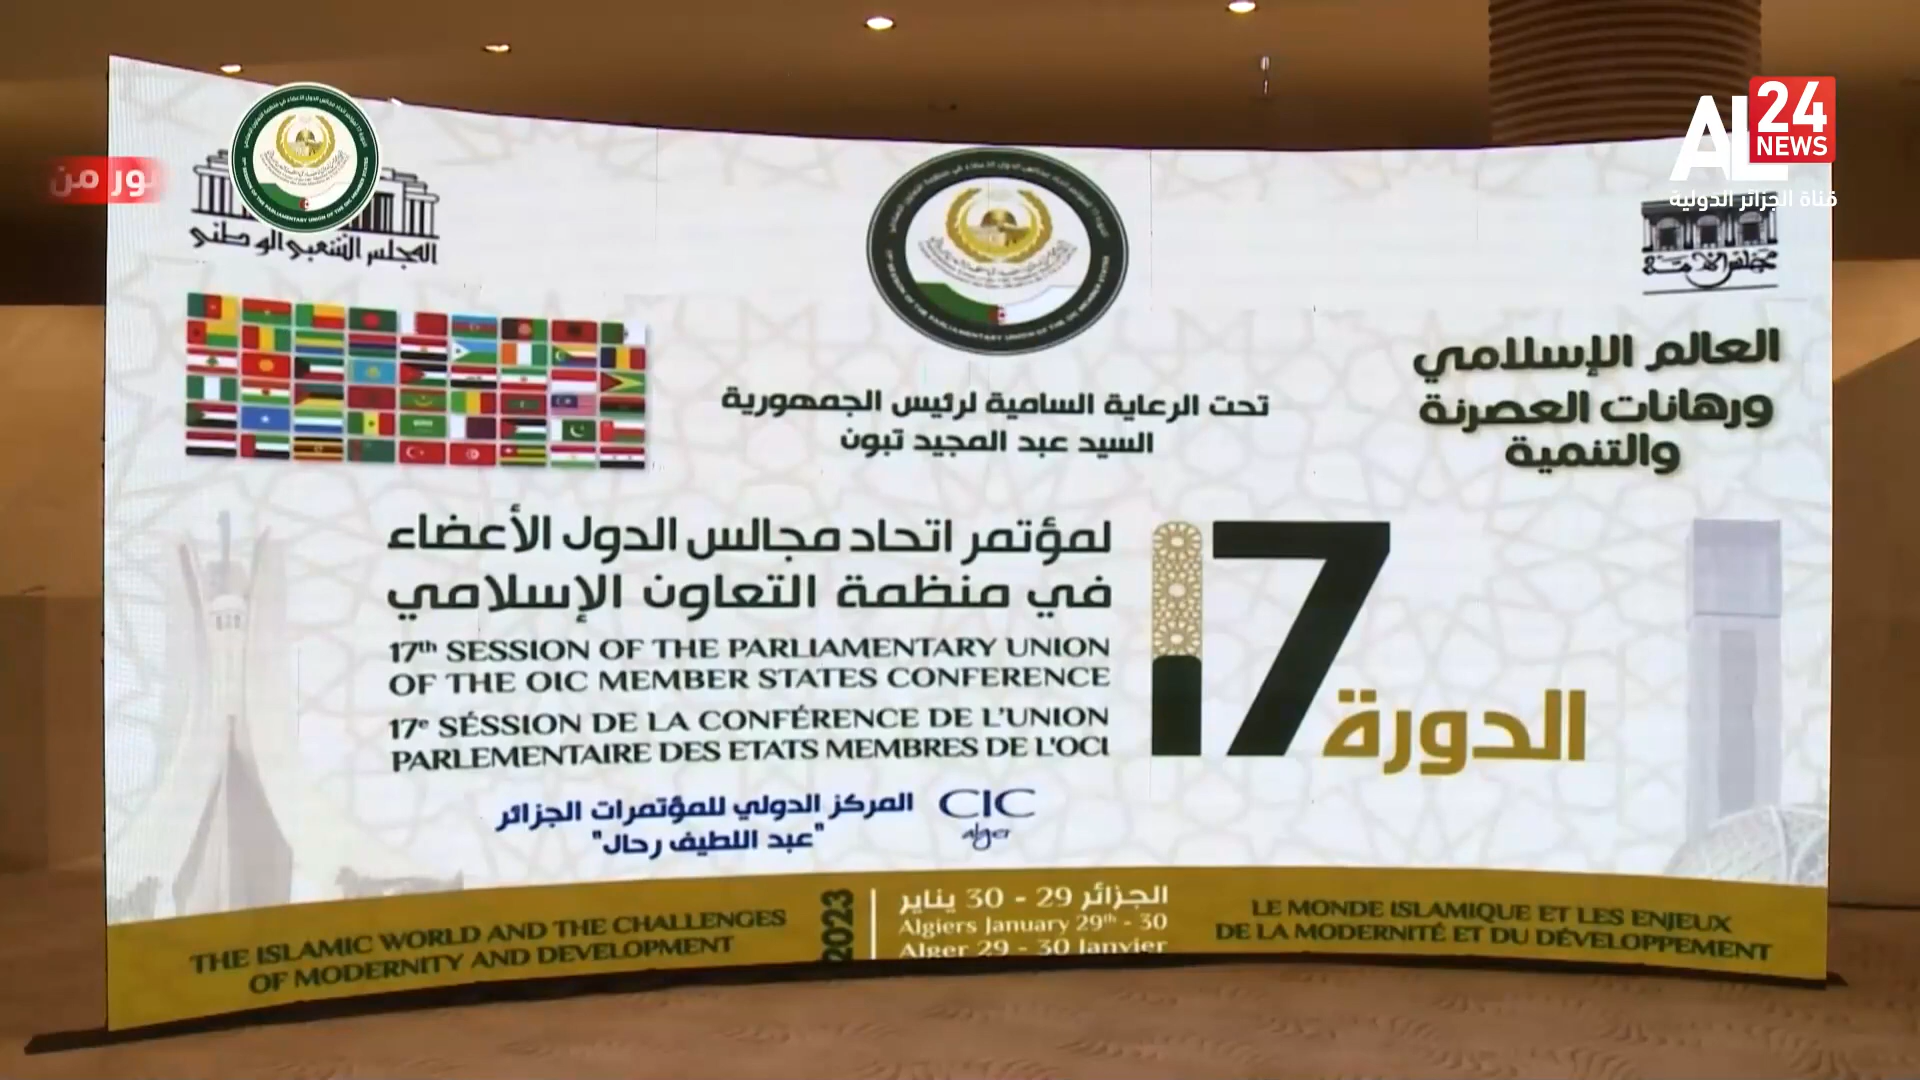 AL 24 NEWS
قناة الجزائر الدولية
ور من
المجلس الشعبي الوطني
مجلس الأمة
العالم الإسلامي
ورهانات العصرنة
والتنمية
تحت الرعاية السامية لرئيس الجمهورية
السيد عبد المجيد تبون
17
الدورة
لمؤتمر اتحاد مجالس الدول الأعضاء
في منظمة التعاون الإسلامي
17th SESSION OF THE PARLIAMENTARY UNION
OF THE OIC MEMBER STATES CONFERENCE
17e SÉSSION DE LA CONFÉRENCE DE L'UNION
PARLEMENTAIRE DES ETATS MEMBRES DE L'OCI
CIC
alger
المركز الدولي للمؤتمرات الجزائر
"عبد اللطيف رحال"
THE ISLAMIC WORLD AND THE CHALLENGES
OF MODERNITY AND DEVELOPMENT
2023
الجزائر 29 - 30 يناير
Algiers January 29th - 30
Alger 29 - 30 Janvier
LE MONDE ISLAMIQUE ET LES ENJEUX
DE LA MODERNITÉ ET DU DÉVELOPPEMENT